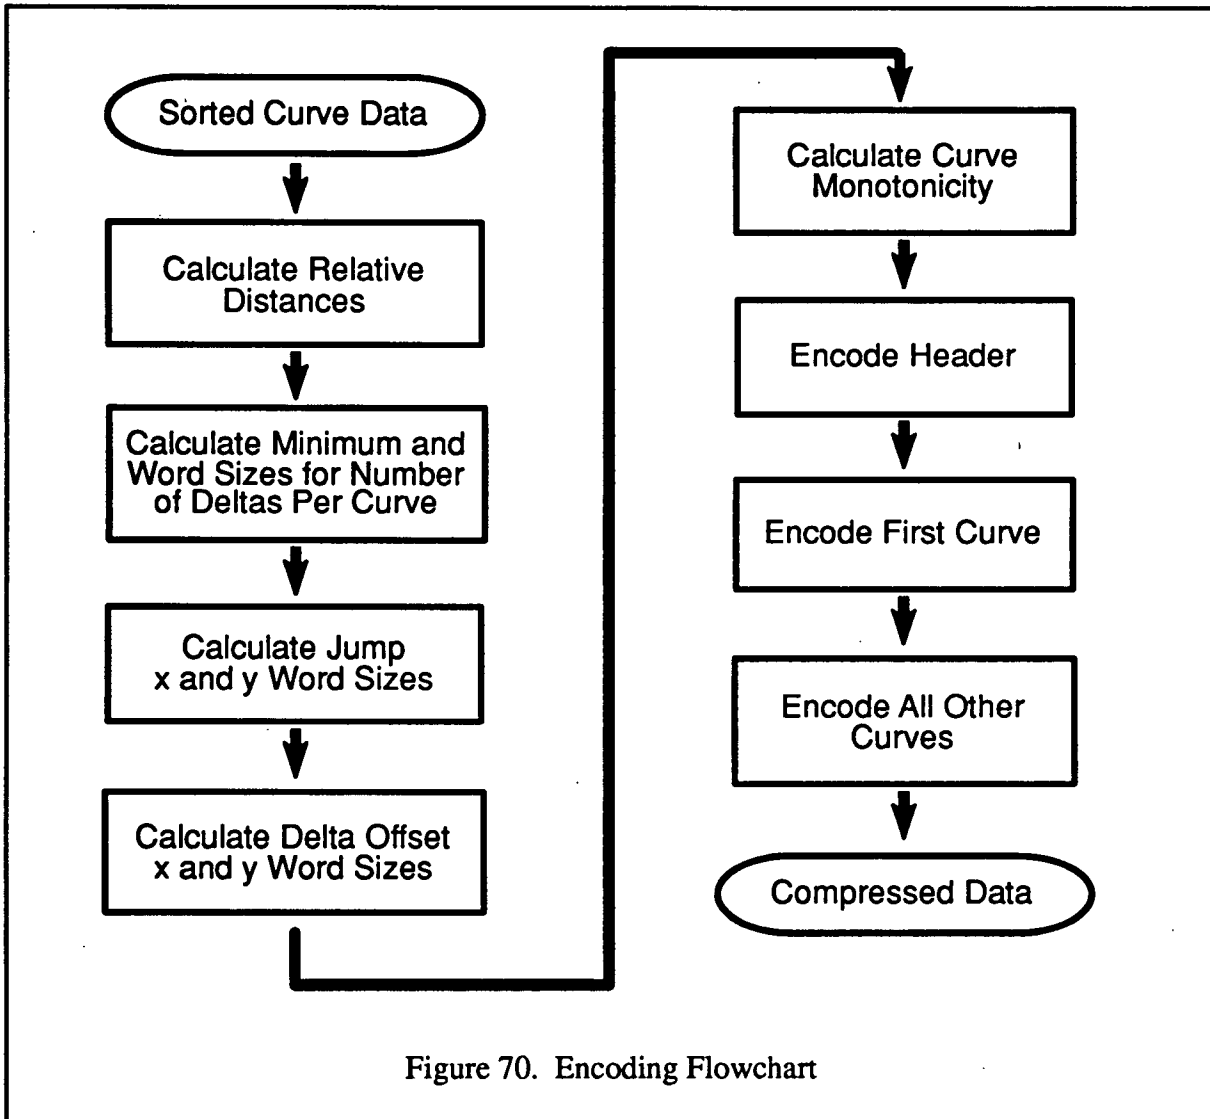 Sorted Curve Data
Calculate Relative
Distances
Calculate Minimum and
Word Sizes for Number
of Deltas Per Curve
Calculate Jump
x and y Word Sizes
Calculate Delta Offset
x and y Word Sizes
Calculate Curve
Monotonicity
Encode Header
Encode First Curve
Encode All Other
Curves
Compressed Data
Figure 70. Encoding Flowchart